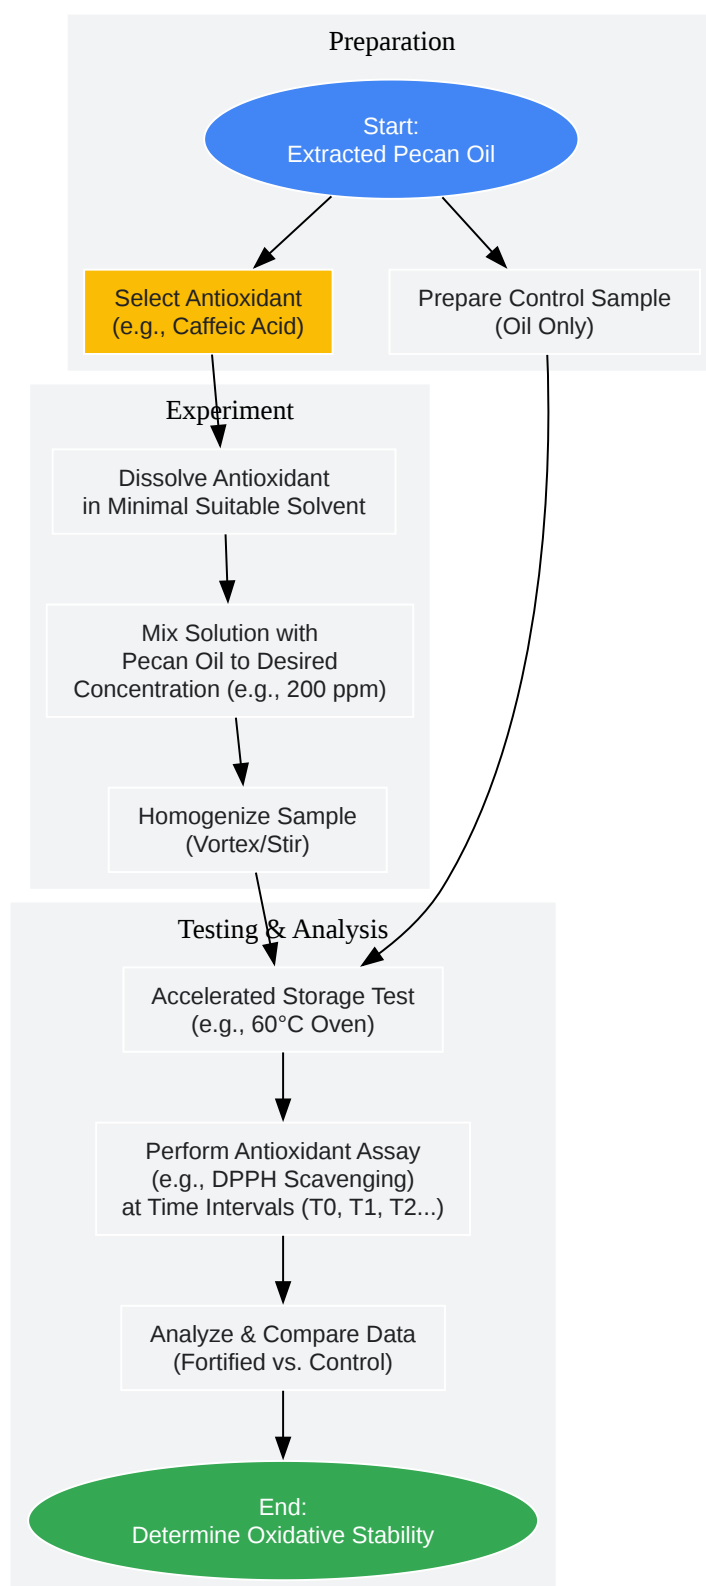 Preparation
Start:
Extracted Pecan Oil
Select Antioxidant
(e.g., Caffeic Acid)
Prepare Control Sample
(Oil Only)
Experiment
Dissolve Antioxidant
in Minimal Suitable Solvent
Mix Solution with
Pecan Oil to Desired
Concentration (e.g., 200 ppm)
Homogenize Sample
(Vortex/Stir)
Testing & Analysis
Accelerated Storage Test
(e.g., 60°C Oven)
Perform Antioxidant Assay
(e.g., DPPH Scavenging)
at Time Intervals (T0, T1, T2...)
Analyze & Compare Data
(Fortified vs. Control)
End:
Determine Oxidative Stability